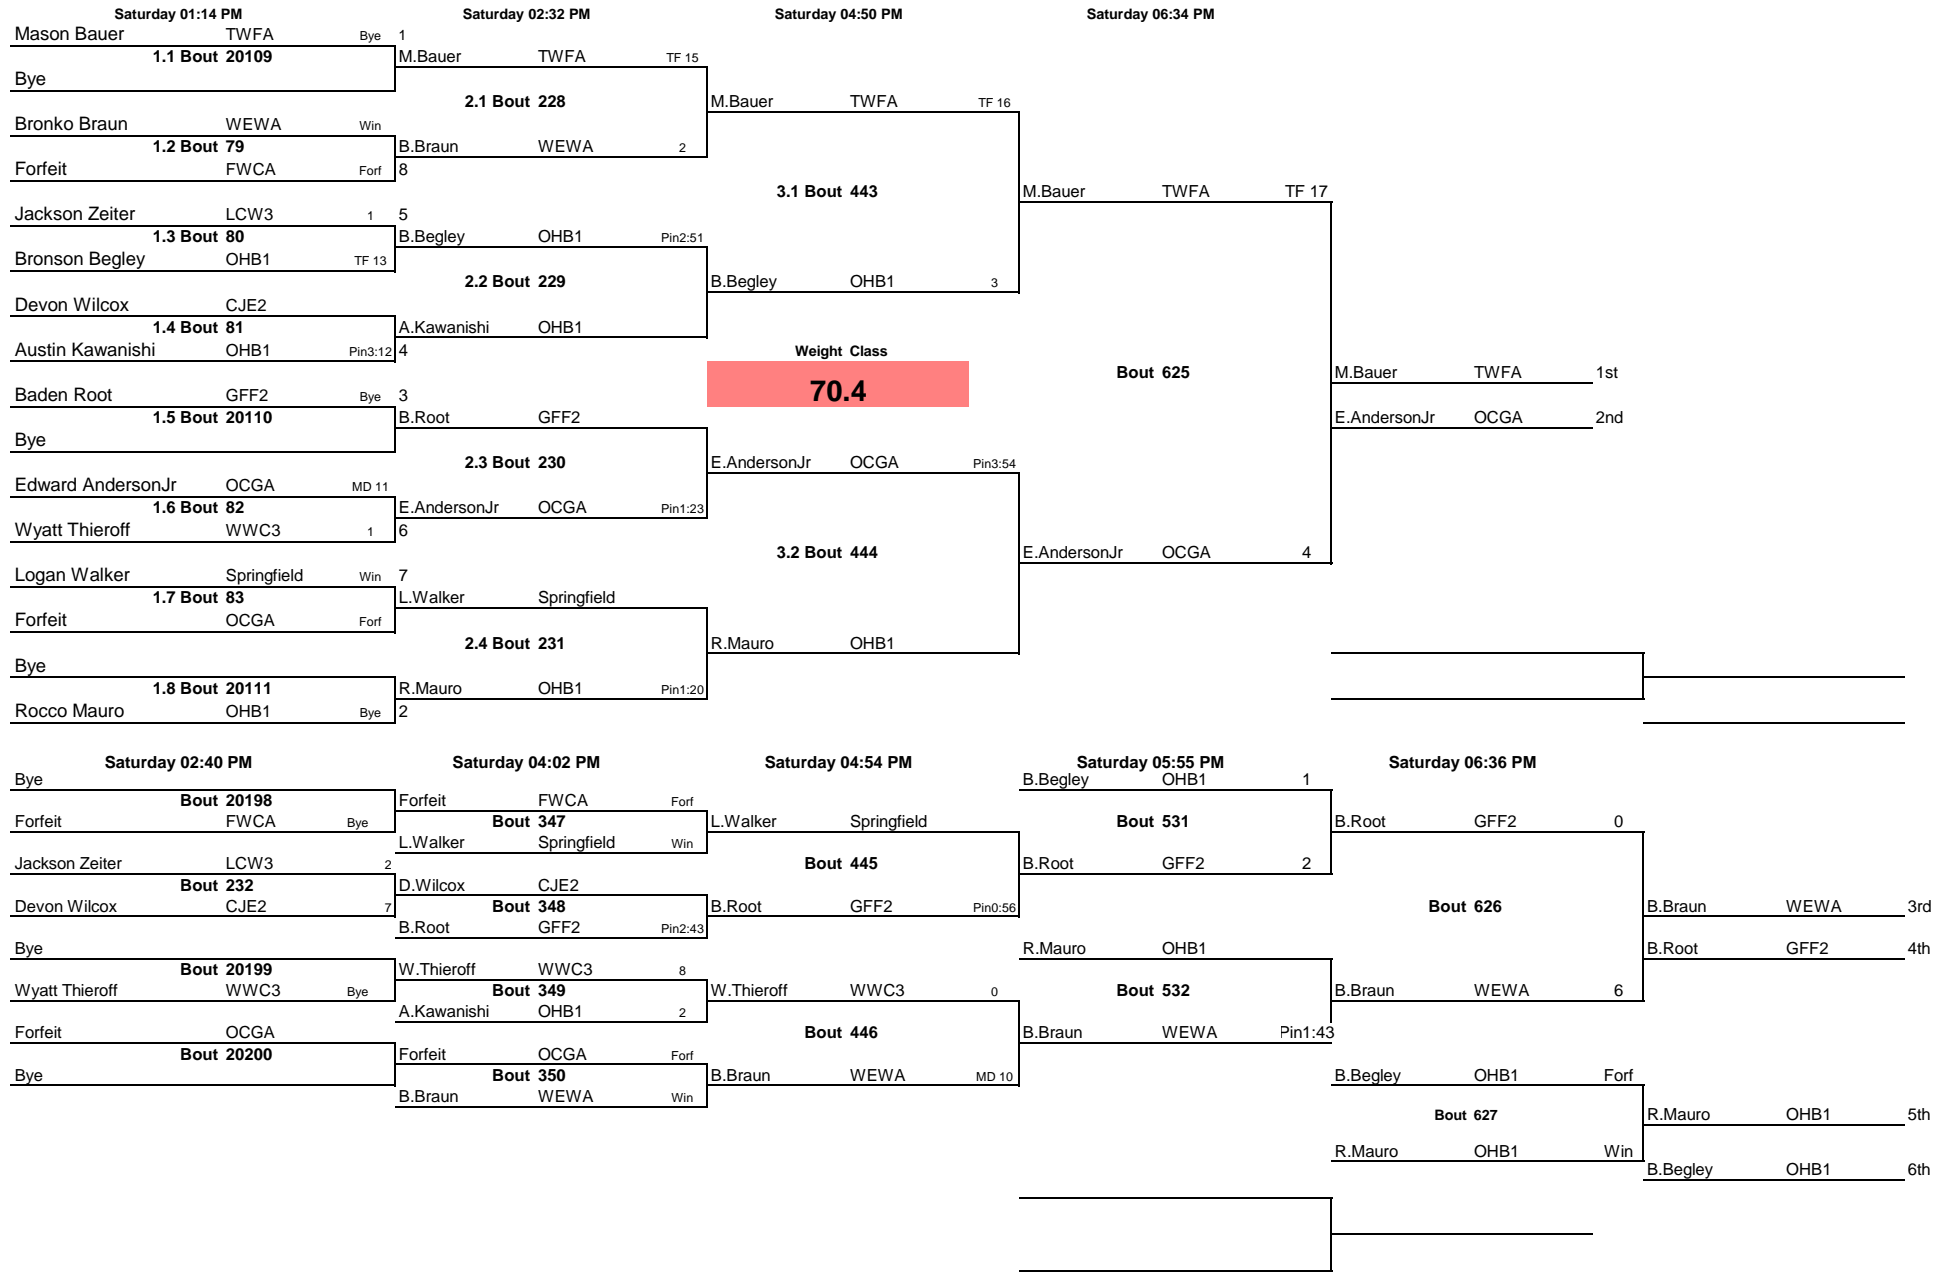 Saturday 01:14 PM Saturday 02:32 PM Saturday 04:50 PM Saturday 06:34 PM
Mason Bauer TWFA Bye 1
1.1 Bout 20109 M.Bauer TWFA TF 15
Bye
2.1 Bout 228 M.Bauer TWFA TF 16
Bronko Braun WEWA Win
1.2 Bout 79 B.Braun WEWA 2
Forfeit FWCA Forf 8
3.1 Bout 443 M.Bauer TWFA TF 17
Jackson Zeiter LCW3 1 5
1.3 Bout 80 B.Begley OHB1 Pin2:51
Bronson Begley OHB1 TF 13
2.2 Bout 229 B.Begley OHB1 3
Devon Wilcox CJE2
1.4 Bout 81 A.Kawanishi OHB1
Austin Kawanishi OHB1 Pin3:12 4 Weight Class
Bout 625 M.Bauer TWFA 1st
70.4
Baden Root GFF2 Bye 3
1.5 Bout 20110 B.Root GFF2 E.AndersonJr OCGA 2nd
Bye
2.3 Bout 230 E.AndersonJr OCGA Pin3:54
Edward AndersonJr OCGA MD 11
1.6 Bout 82 E.AndersonJr OCGA Pin1:23
Wyatt Thieroff WWC3 1 6
3.2 Bout 444 E.AndersonJr OCGA 4
Logan Walker Springfield Win 7
1.7 Bout 83 L.Walker Springfield
Forfeit OCGA Forf
2.4 Bout 231 R.Mauro OHB1
Bye
1.8 Bout 20111 R.Mauro OHB1 Pin1:20
Rocco Mauro OHB1 Bye 2
Saturday 02:40 PM Saturday 04:02 PM Saturday 04:54 PM Saturday 05:55 PM Saturday 06:36 PM
Bye B.Begley OHB1 1
Bout 20198 Forfeit FWCA Forf
Forfeit FWCA Bye Bout 347 L.Walker Springfield Bout 531 B.Root GFF2 0
L.Walker Springfield Win
Jackson Zeiter LCW3 2 Bout 445 B.Root GFF2 2
Bout 232 D.Wilcox CJE2
Devon Wilcox CJE2 7 Bout 348 B.Root GFF2 Pin0:56 Bout 626 B.Braun WEWA 3rd
B.Root GFF2 Pin2:43
Bye R.Mauro OHB1 B.Root GFF2 4th
Bout 20199 W.Thieroff WWC3 8
Wyatt Thieroff WWC3 Bye Bout 349 W.Thieroff WWC3 0 Bout 532 B.Braun WEWA 6
A.Kawanishi OHB1 2
Forfeit OCGA Bout 446 B.Braun WEWA Pin1:43
Bout 20200 Forfeit OCGA Forf
Bye Bout 350 B.Braun WEWA MD 10 B.Begley OHB1 Forf
B.Braun WEWA Win
Bout 627 R.Mauro OHB1 5th
R.Mauro OHB1 Win
B.Begley OHB1 6th